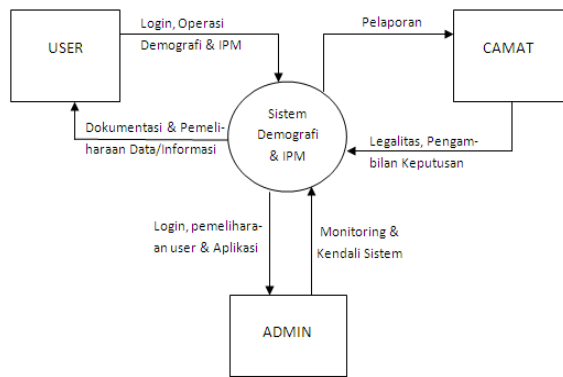 USER
Login, Operasi
Demografi & IPM
Pelaporan
CAMAT
Sistem
Demografi
& IPM
Dokumentasi & Pemeli-
haraan Data/Informasi
Legalitas, Pengam-
bilan Keputusan
Login, pemelihara-
an user & Aplikasi
Monitoring &
Kendali Sistem
ADMIN